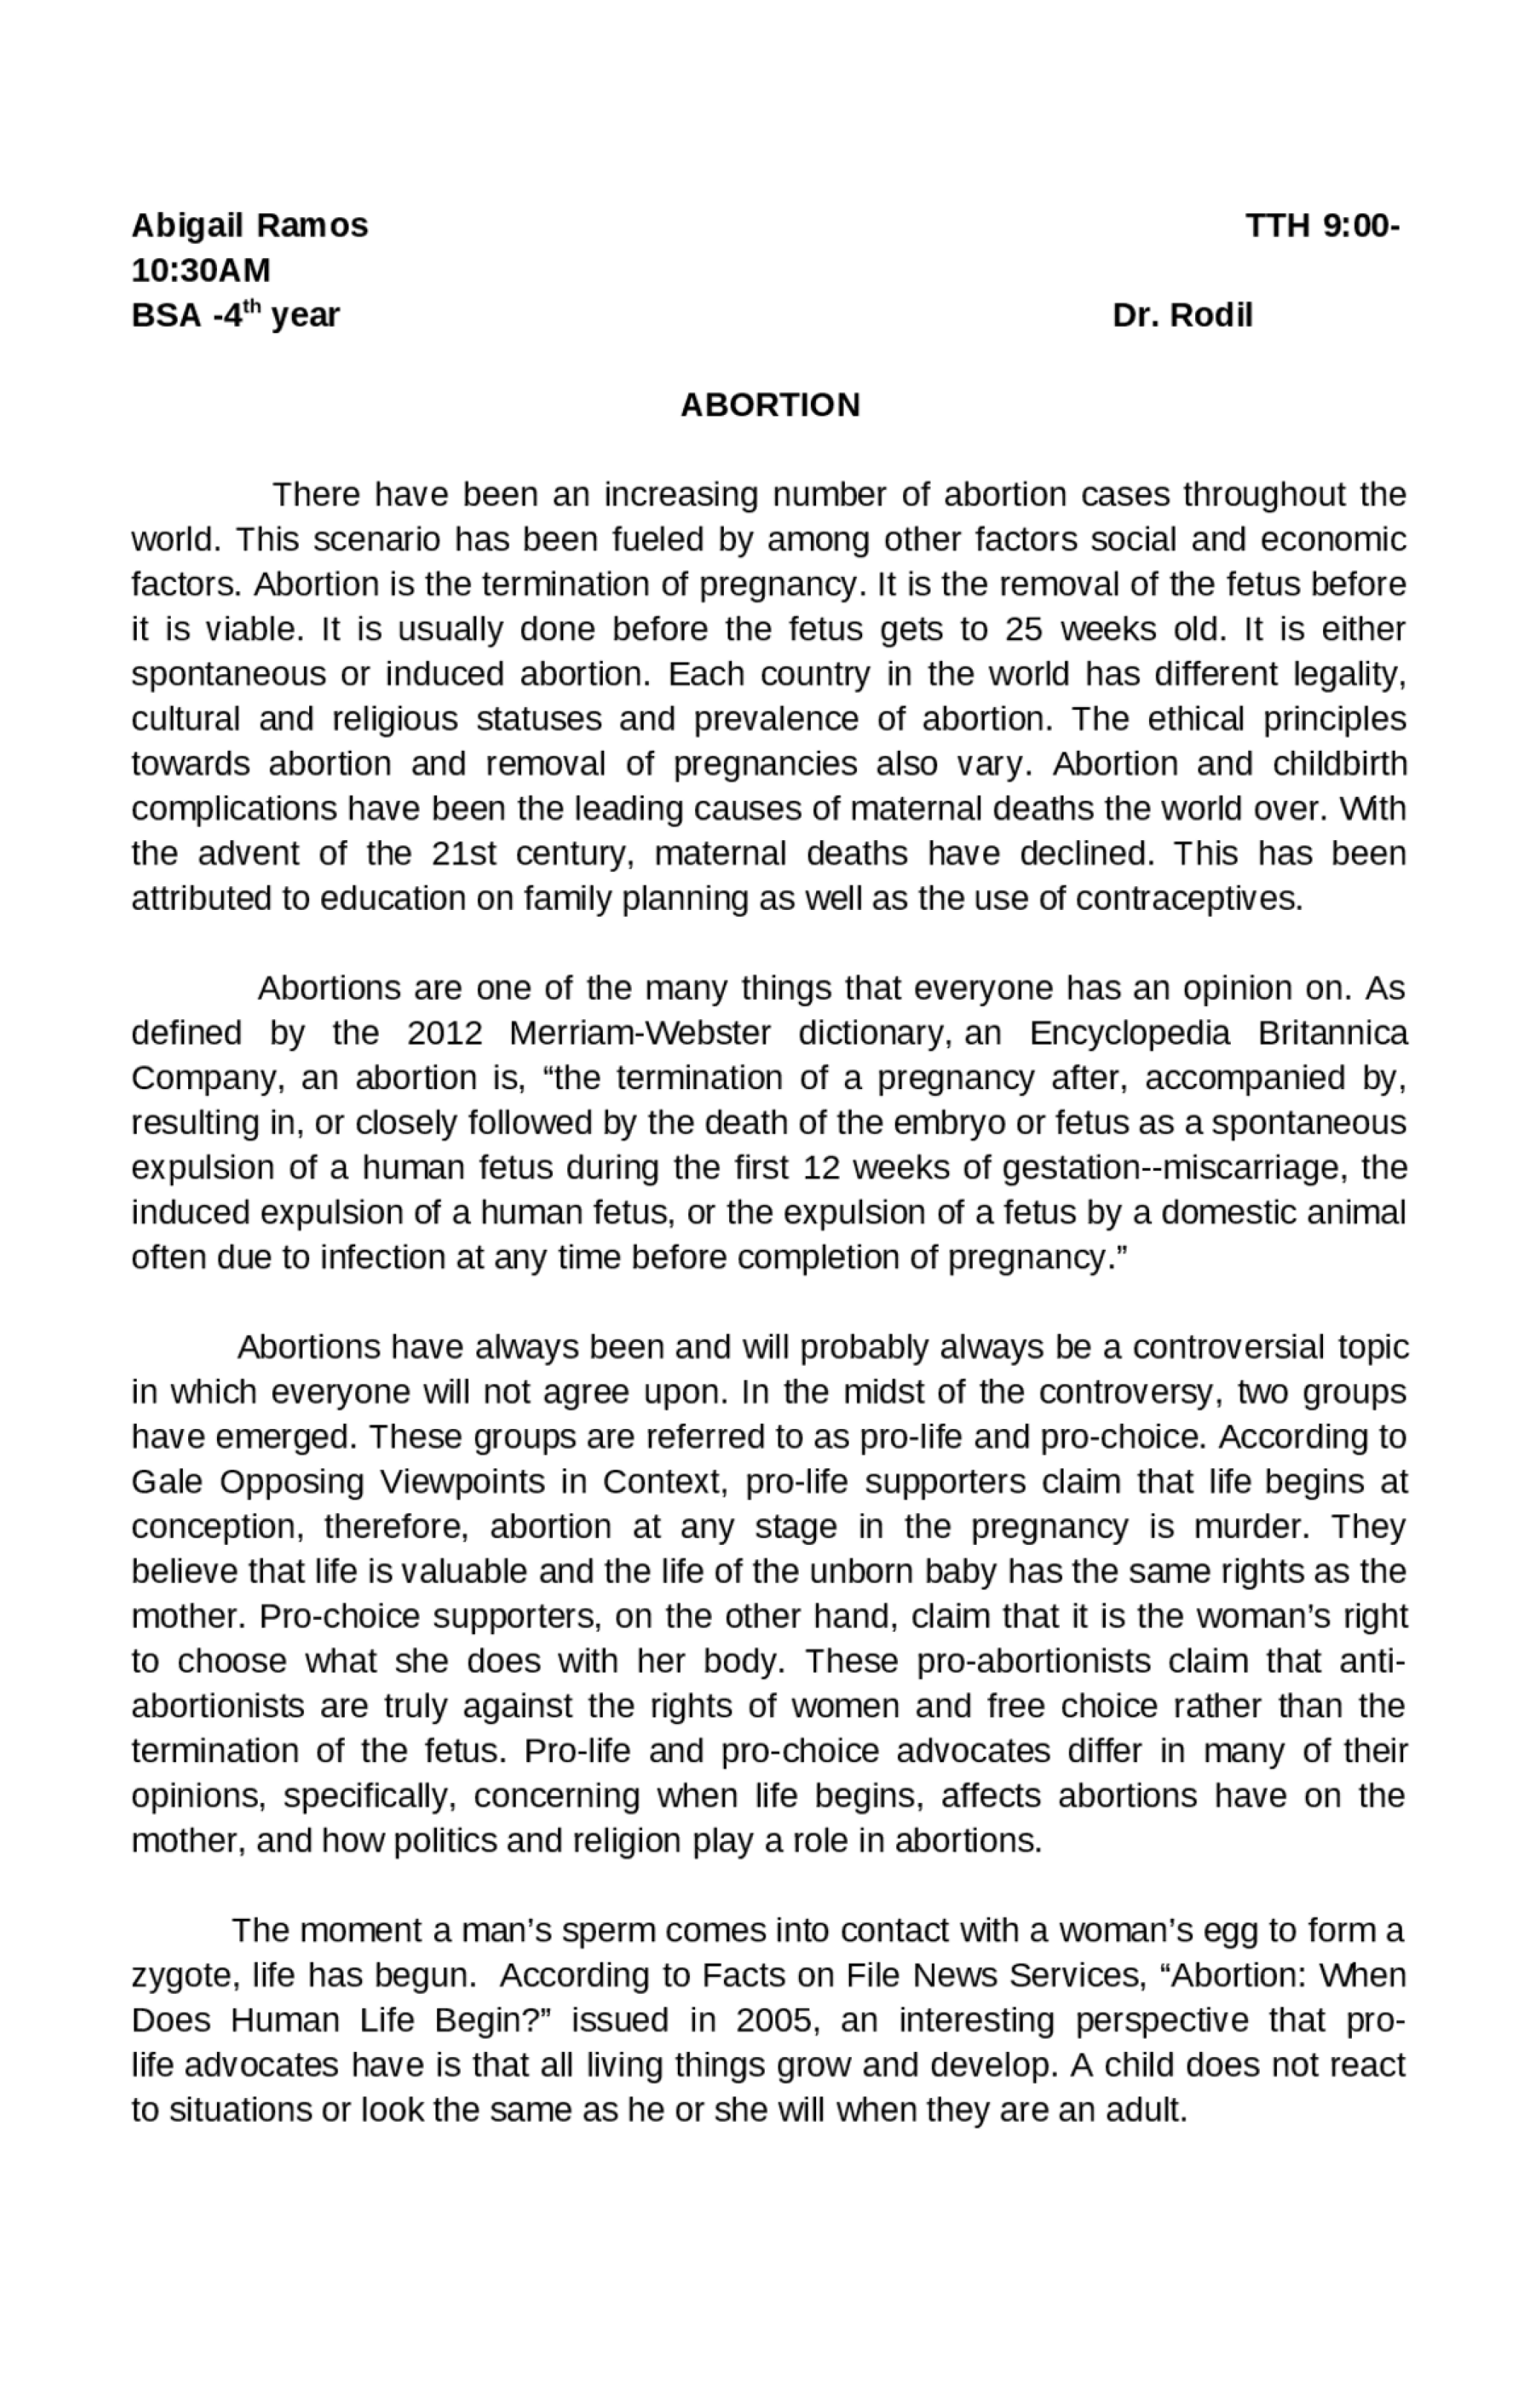 Abigail Ramos TTH 9:00-
10:30AM
BSA -4th year Dr. Rodil
ABORTION
There have been an increasing number of abortion cases throughout the
world. This scenario has been fueled by among other factors social and economic
factors. Abortion is the termination of pregnancy. It is the removal of the fetus before
it is viable. It is usually done before the fetus gets to 25 weeks old. It is either
spontaneous or induced abortion. Each country in the world has different legality,
cultural and religious statuses and prevalence of abortion. The ethical principles
towards abortion and removal of pregnancies also vary. Abortion and childbirth
complications have been the leading causes of maternal deaths the world over. With
the advent of the 21st century, maternal deaths have declined. This has been
attributed to education on family planning as well as the use of contraceptives.
Abortions are one of the many things that everyone has an opinion on. As
defined by the 2012 Merriam-Webster dictionary, an Encyclopedia Britannica
Company, an abortion is, “the termination of a pregnancy after, accompanied by,
resulting in, or closely followed by the death of the embryo or fetus as a spontaneous
expulsion of a human fetus during the first 12 weeks of gestation--miscarriage, the
induced expulsion of a human fetus, or the expulsion of a fetus by a domestic animal
often due to infection at any time before completion of pregnancy.”
Abortions have always been and will probably always be a controversial topic
in which everyone will not agree upon. In the midst of the controversy, two groups
have emerged. These groups are referred to as pro-life and pro-choice. According to
Gale Opposing Viewpoints in Context, pro-life supporters claim that life begins at
conception, therefore, abortion at any stage in the pregnancy is murder. They
believe that life is valuable and the life of the unborn baby has the same rights as the
mother. Pro-choice supporters, on the other hand, claim that it is the woman’s right
to choose what she does with her body. These pro-abortionists claim that anti-
abortionists are truly against the rights of women and free choice rather than the
termination of the fetus. Pro-life and pro-choice advocates differ in many of their
opinions, specifically, concerning when life begins, affects abortions have on the
mother, and how politics and religion play a role in abortions.
The moment a man’s sperm comes into contact with a woman’s egg to form a
zygote, life has begun. According to Facts on File News Services, “Abortion: When
Does Human Life Begin?” issued in 2005, an interesting perspective that pro-
life advocates have is that all living things grow and develop. A child does not react
to situations or look the same as he or she will when they are an adult.